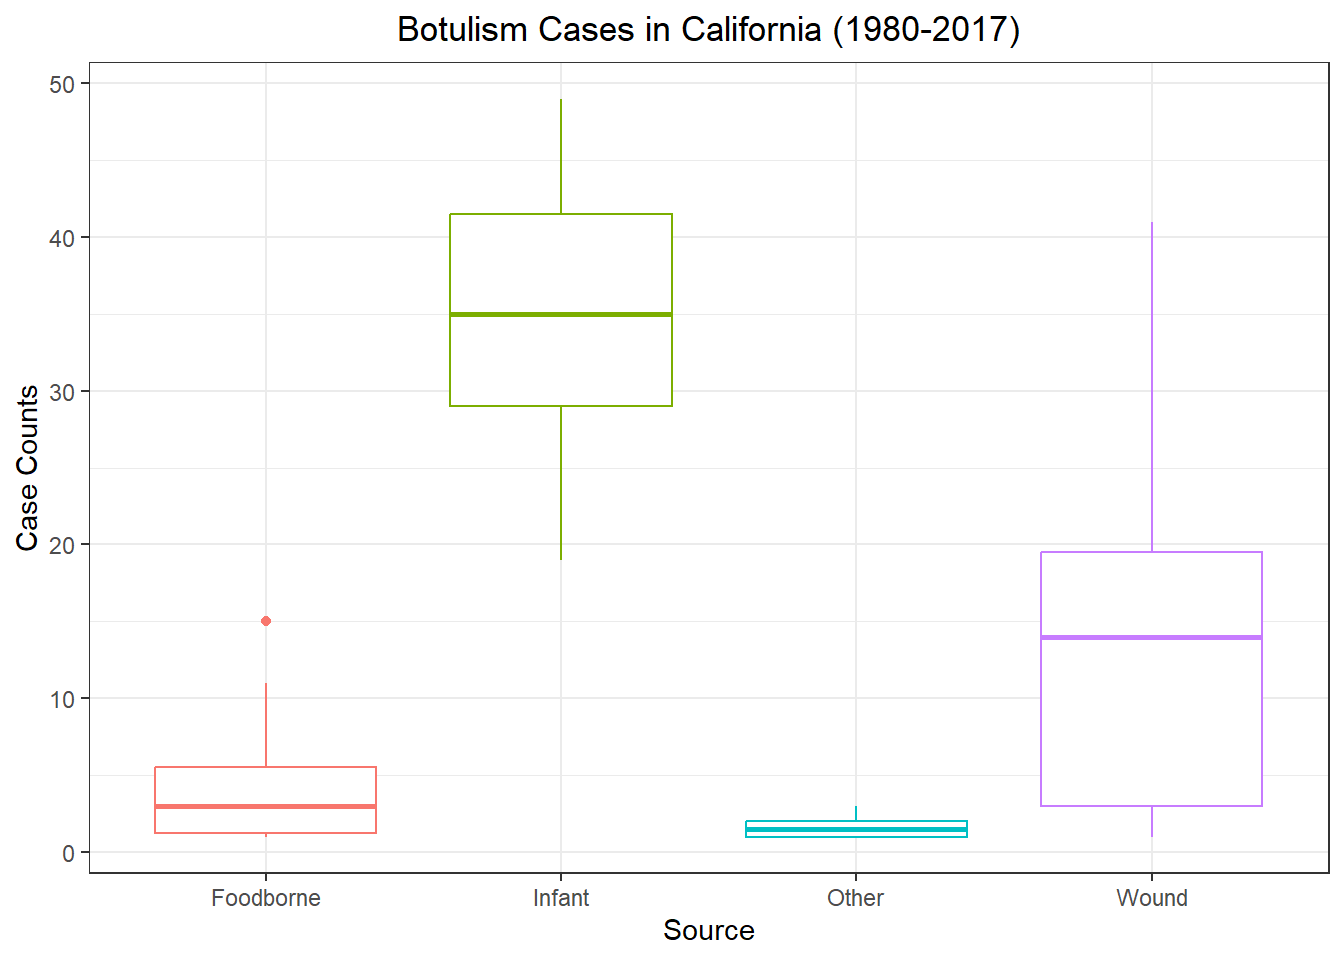 Botulism Cases in California (1980-2017)
50
40
30
20
10
0
Case Counts
Foodborne
Infant
Other
Wound
Source